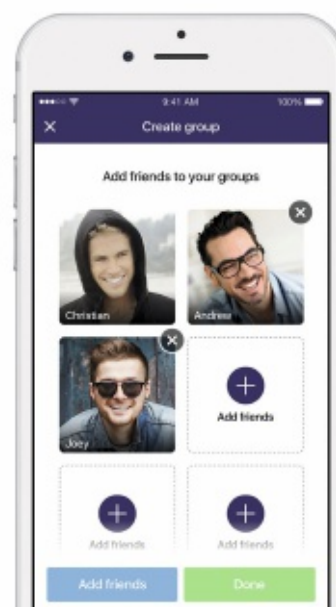 9:41 AM 100%
Create group
Add friends to your groups
Christian Andrew
Joey Add friends
Add friends Add friends
Add friends Done